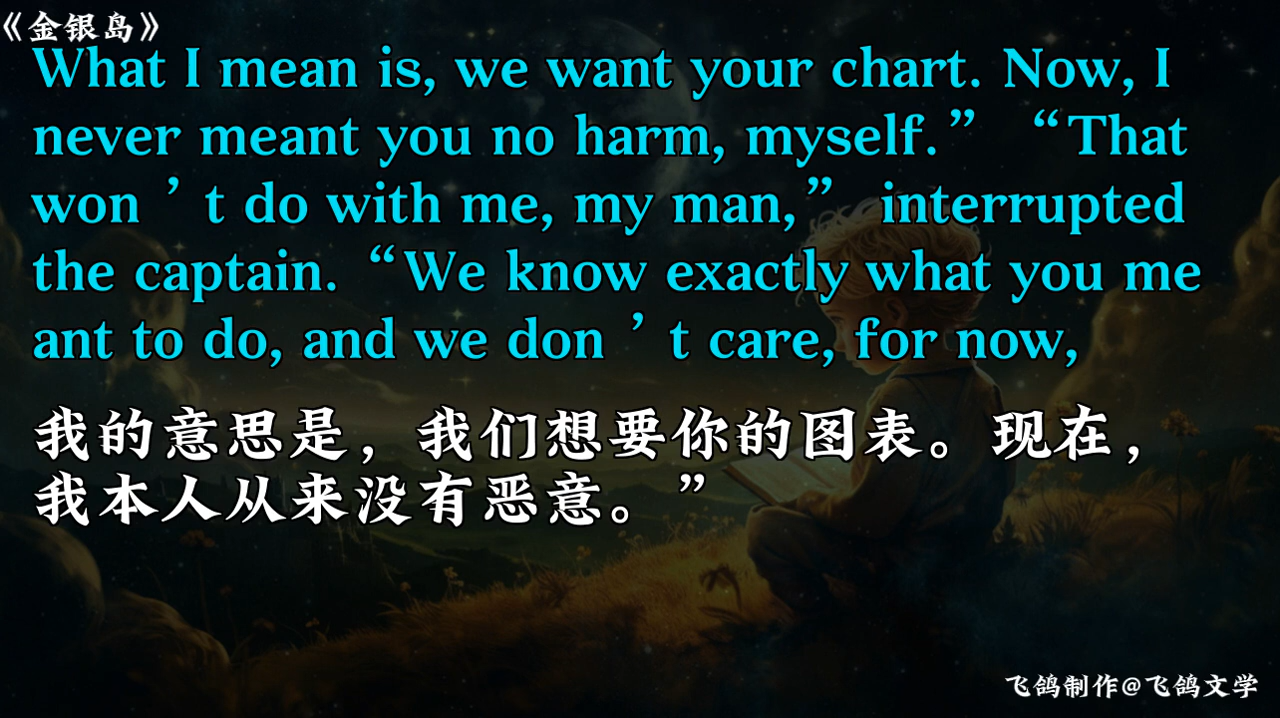 《金银岛》
What I mean is, we want your chart. Now, I
never meant you no harm, myself.” “That
won ’ t do with me, my man,” interrupted
the captain. “We know exactly what you me
ant to do, and we don ’ t care, for now,
我的意思是，我们想要你的图表。现在，
我本人从来没有恶意。”
飞鸽制作@飞鸽文学